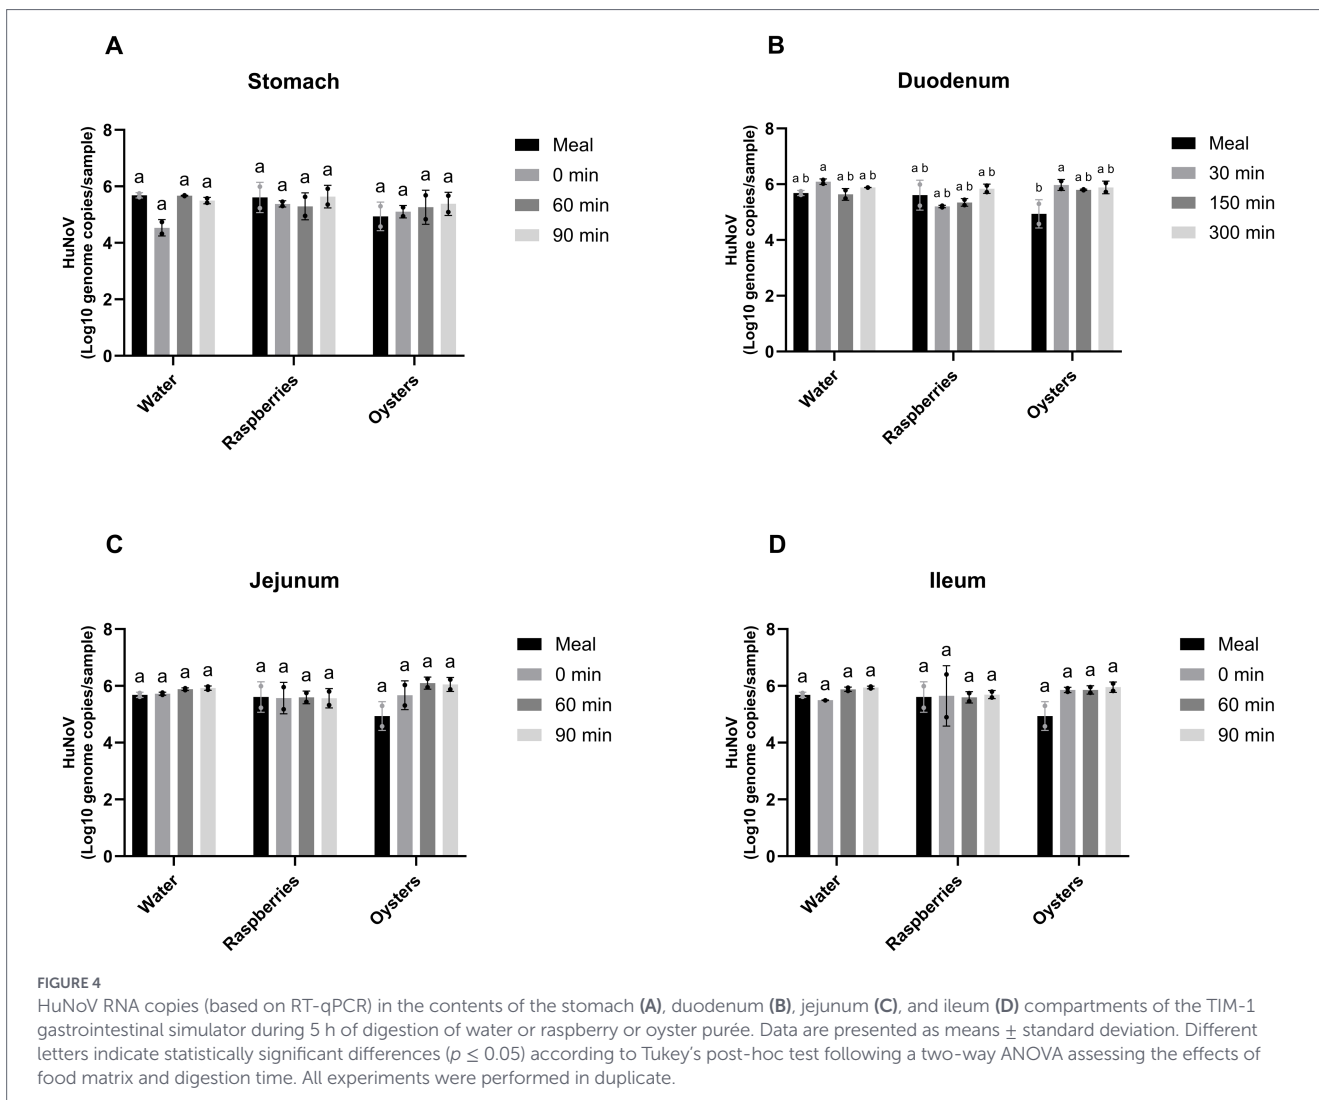 A
Stomach
HuNoV
(Log10 genome copies/sample)
8
6
4
2
0
a a a a a a a a a a a a
Water
Raspberries
Oysters
Meal
0 min
60 min
90 min
B
Duodenum
HuNoV
(Log10 genome copies/sample)
8
6
4
2
0
a b a a b a b a b a b a b a b b a a b a b
Water
Raspberries
Oysters
Meal
30 min
150 min
300 min
C
Jejunum
HuNoV
(Log10 genome copies/sample)
8
6
4
2
0
a a a a a a a a a a a a
Water
Raspberries
Oysters
Meal
0 min
60 min
90 min
D
Ileum
HuNoV
(Log10 genome copies/sample)
8
6
4
2
0
a a a a a a a a a a a a
Water
Raspberries
Oysters
Meal
0 min
60 min
90 min
FIGURE 4
HuNoV RNA copies (based on RT-qPCR) in the contents of the stomach (A), duodenum (B), jejunum (C), and ileum (D) compartments of the TIM-1
gastrointestinal simulator during 5 h of digestion of water or raspberry or oyster purée. Data are presented as means ± standard deviation. Different
letters indicate statistically significant differences (p ≤ 0.05) according to Tukey's post-hoc test following a two-way ANOVA assessing the effects of
food matrix and digestion time. All experiments were performed in duplicate.